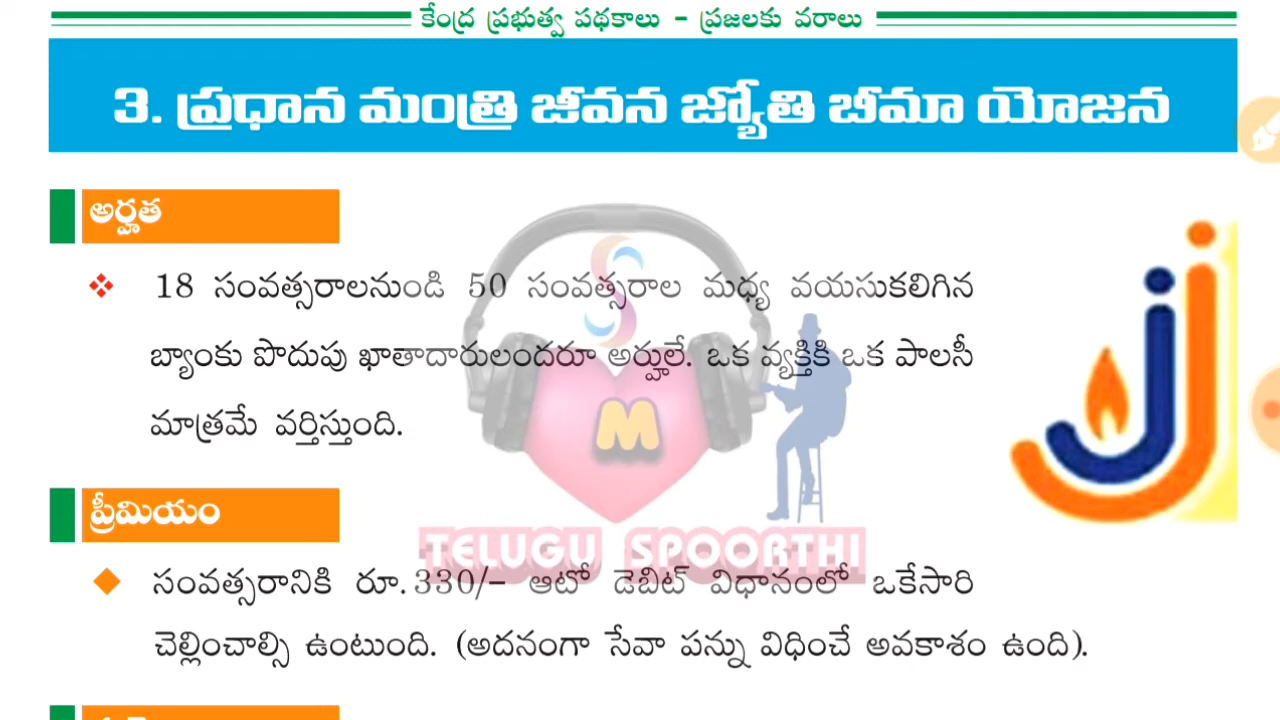 కేంద్ర ప్రభుత్వ పథకాలు - ప్రజలకు వరాలు
3. ప్రధాన మంత్రి జీవన జ్యోతి బీమా యోజన
అర్హత
❖ 18 సంవత్సరాలనుండి 50 సంవత్సరాల మధ్య వయసుకలిగిన
బ్యాంకు పొదుపు ఖాతాదారులందరూ అర్హులే. ఒక వ్యక్తికి ఒక పాలసీ
మాత్రమే వర్తిస్తుంది.
M
TELUGU SPOORTHI
ప్రీమియం
◆ సంవత్సరానికి రూ.330/- ఆటో డెబిట్ విధానంలో ఒకేసారి
చెల్లించాల్సి ఉంటుంది. (అదనంగా సేవా పన్ను విధించే అవకాశం ఉంది).